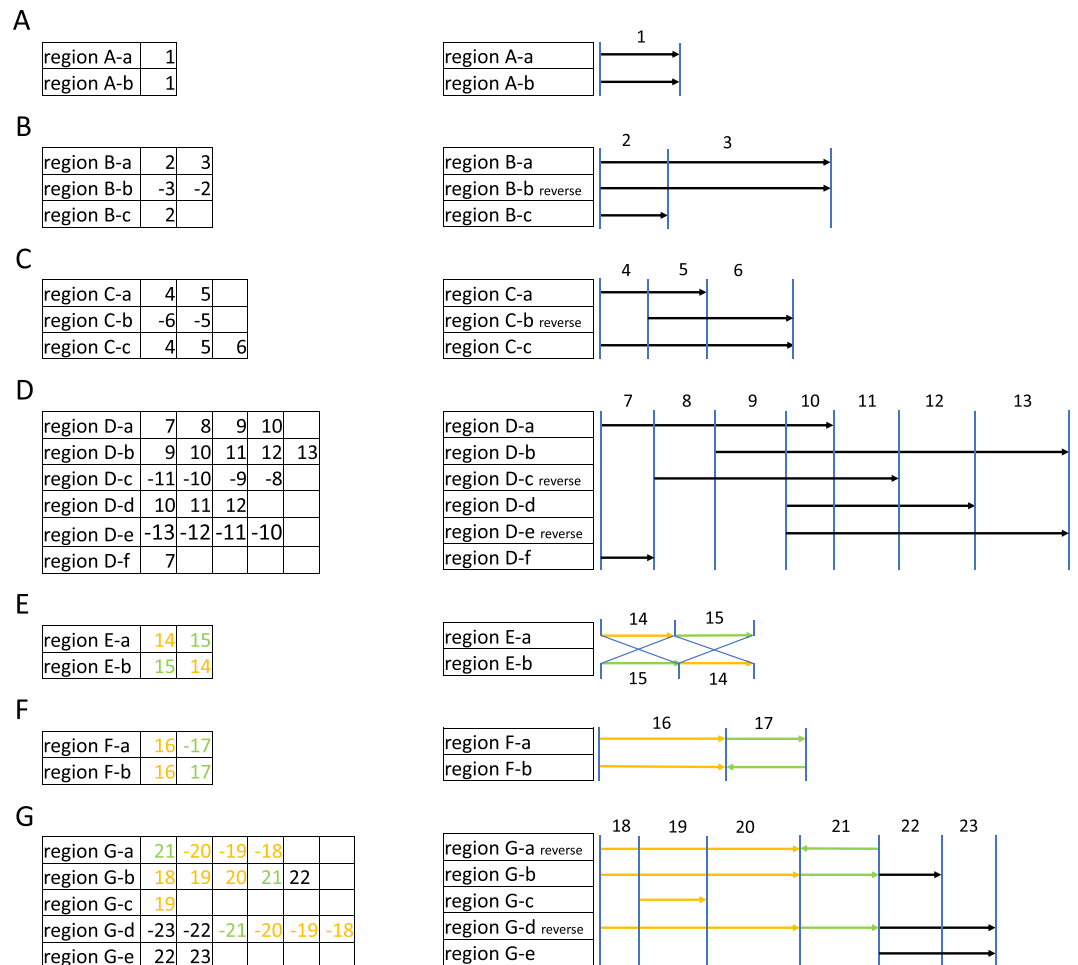 A
1
region A-a 1 region A-a
region A-b 1 region A-b
B
2 3
region B-a 2 3 region B-a
region B-b -3 -2 region B-b reverse
region B-c 2 region B-c
C
4 5 6
region C-a 4 5 region C-a
region C-b -6 -5 region C-b reverse
region C-c 4 5 6 region C-c
D
7 8 9 10 11 12 13
region D-a 7 8 9 10 region D-a
region D-b 9 10 11 12 13 region D-b
region D-c -11 -10 -9 -8 region D-c reverse
region D-d 10 11 12 region D-d
region D-e -13 -12 -11 -10 region D-e reverse
region D-f 7 region D-f
E
14 15
region E-a 14 15 region E-a
region E-b 15 14 region E-b
15 14
F
16 17
region F-a 16 -17 region F-a
region F-b 16 17 region F-b
G
18 19 20 21 22 23
region G-a 21 -20 -19 -18 region G-a reverse
region G-b 18 19 20 21 22 region G-b
region G-c 19 region G-c
region G-d -23 -22 -21 -20 -19 -18 region G-d reverse
region G-e 22 23 region G-e